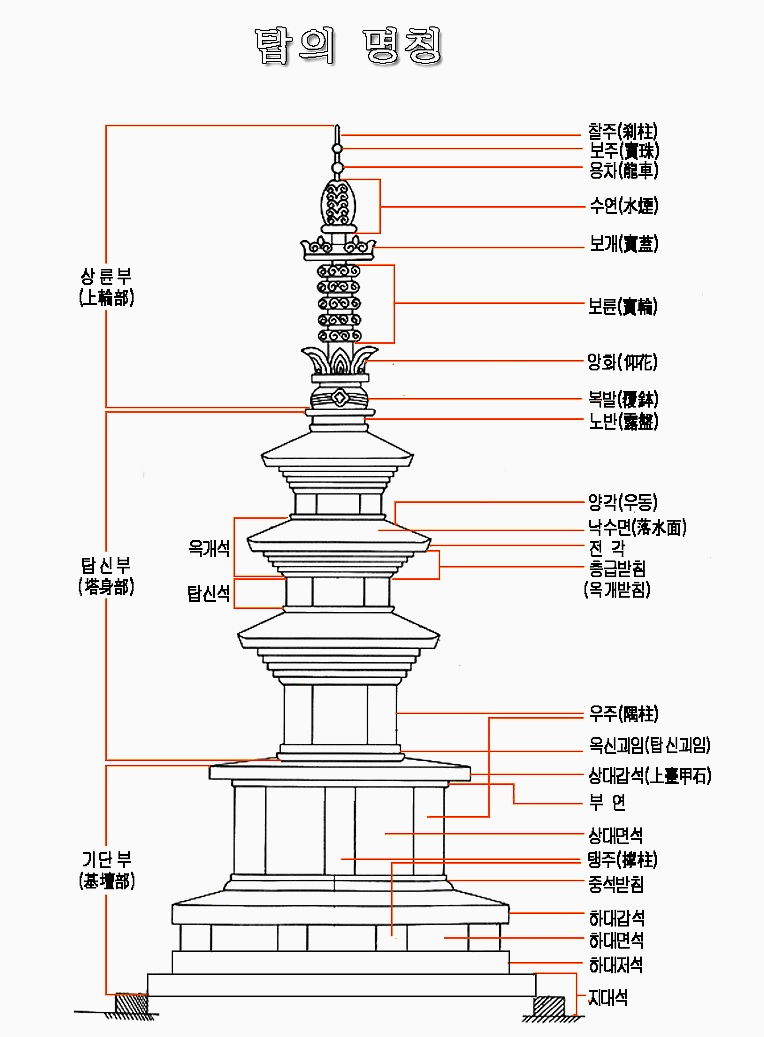 탑의 명칭
찰주(刹柱)
보주(寶珠)
용차(龍車)
수연(水煙)
보개(寶蓋)
상륜부
(上輪部)
보륜(寶輪)
앙화(仰花)
복발(覆鉢)
노반(露盤)
양각(우동)
낙수면(落水面)
옥개석
전 각
탑신부
(塔身部)
층급받침
(옥개받침)
탑신석
우주(隅柱)
옥신괴임(탑신괴임)
상대갑석(上臺甲石)
부 연
상대면석
기단부
(基壇部)
탱주(撑柱)
중석받침
하대갑석
하대면석
하대저석
지대석